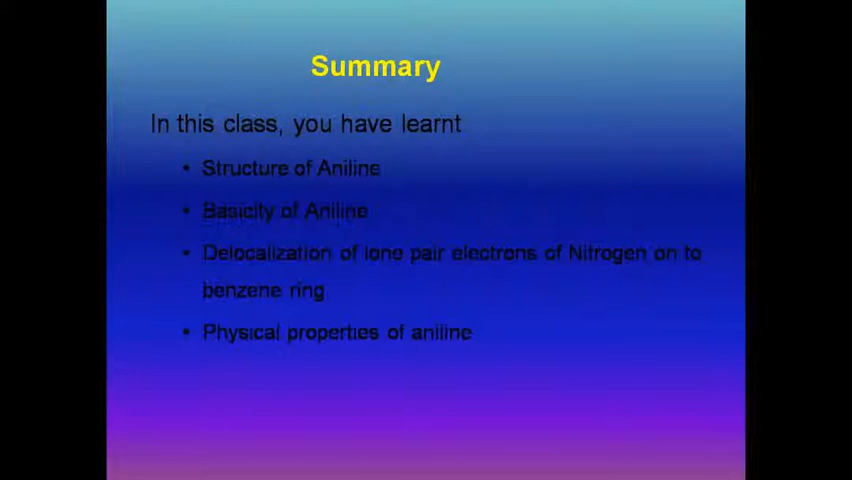 Summary
In this class, you have learnt
• Structure of Aniline
• Basicity of Aniline
• Delocalization of lone pair electrons of Nitrogen on to
benzene ring
• Physical properties of aniline